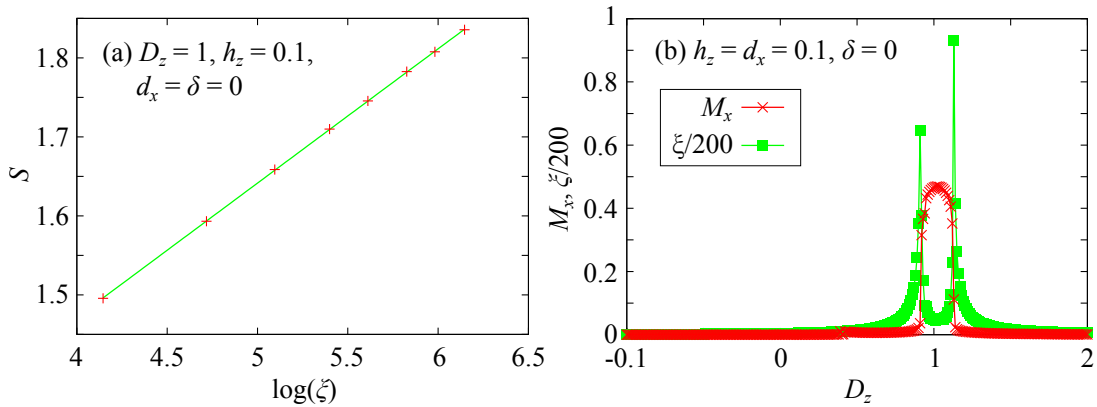 (a) D_z = 1, h_z = 0.1,
d_x = δ = 0
S
1.8
1.7
1.6
1.5
4 4.5 5 5.5 6 6.5
log(ξ)
(b) h_z = d_x = 0.1, δ = 0
M_x
ξ/200
M_x, ξ/200
1
0.8
0.6
0.4
0.2
0
-0.1 0 1 2
D_z